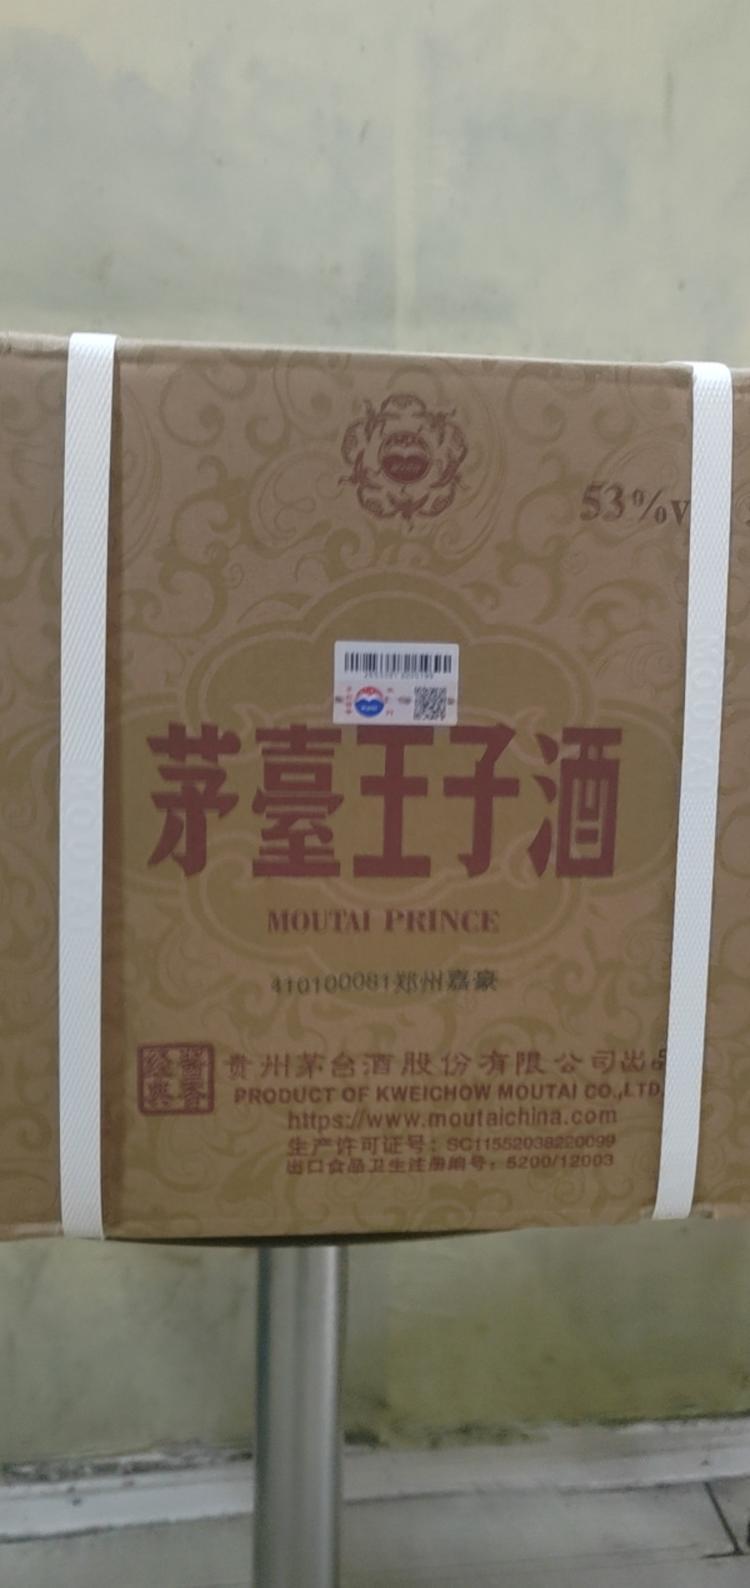 53%v
茅臺王子酒
MOUTAI PRINCE
410100081郑州嘉豪
经典 酱香
贵州茅台酒股份有限公司出品
PRODUCT OF KWEICHOW MOUTAI CO.,LTD.
https://www.moutaichina.com
生产许可证号：SC11552038220099
出口食品卫生注册编号：5200/12003
MOUTAI
MOUTAI